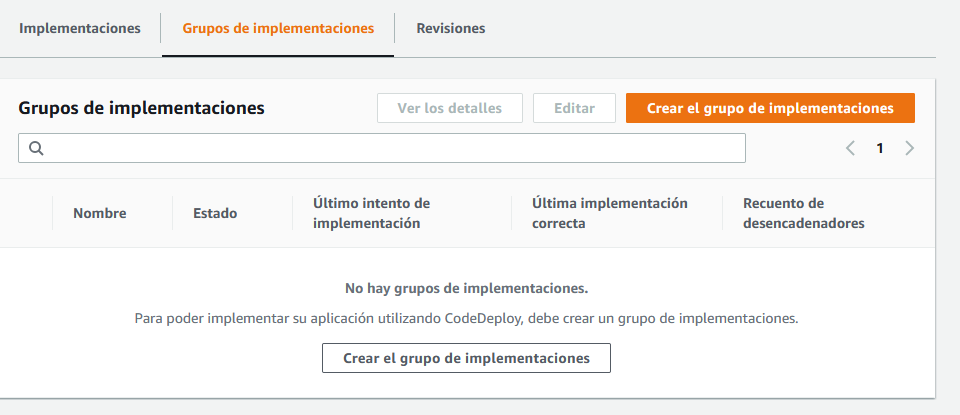 Implementaciones
Grupos de implementaciones
Revisiones
Grupos de implementaciones
Ver los detalles
Editar
Crear el grupo de implementaciones
1
Nombre
Estado
Último intento de
implementación
Última implementación
correcta
Recuento de
desencadenadores
No hay grupos de implementaciones.
Para poder implementar su aplicación utilizando CodeDeploy, debe crear un grupo de implementaciones.
Crear el grupo de implementaciones